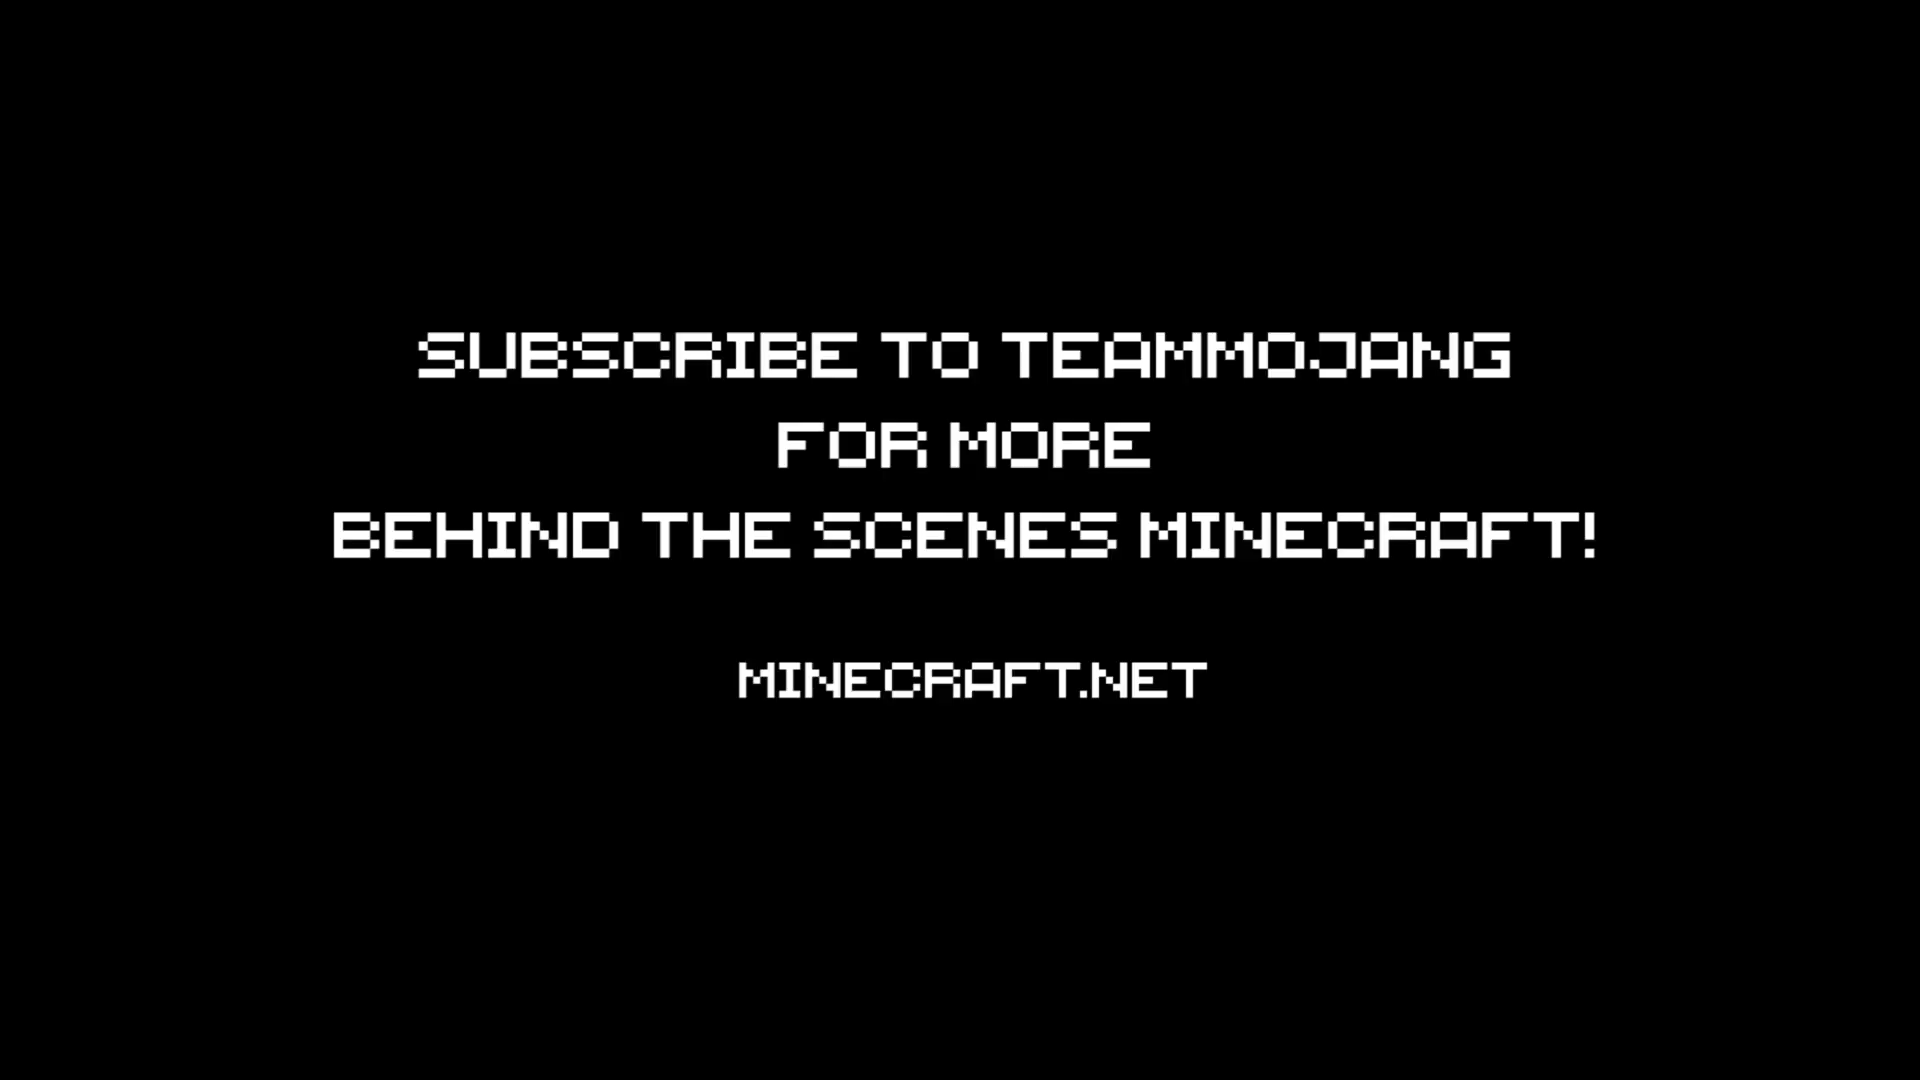 SUBSCRIBE TO TEAMMOJANG
FOR MORE
BEHIND THE SCENES MINECRAFT!
MINECRAFT.NET